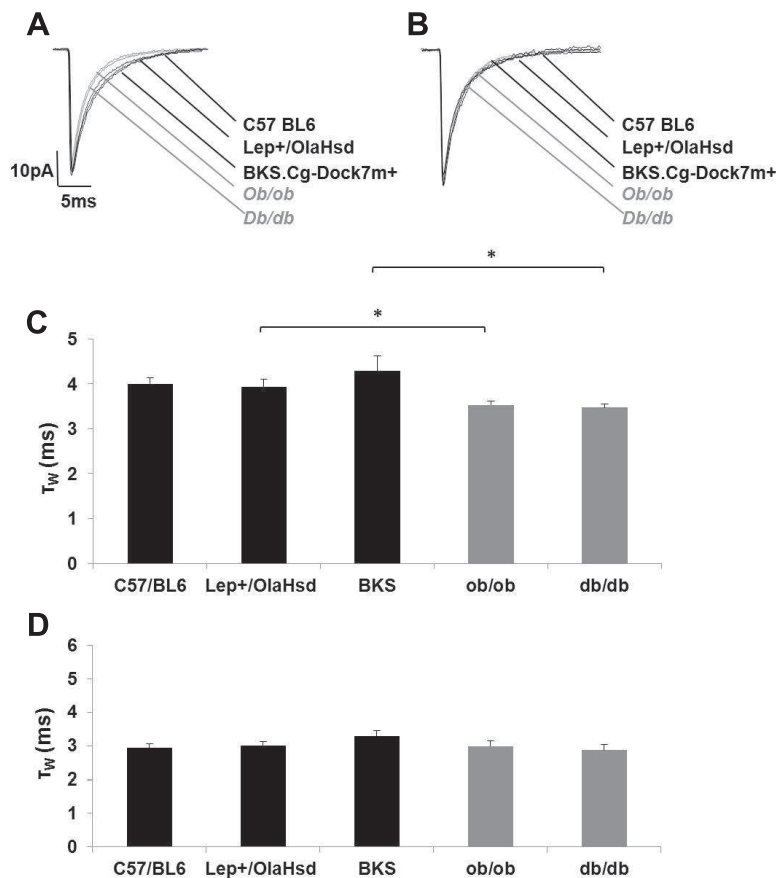 A
C57 BL6
Lep+/OlaHsd
BKS.Cg-Dock7m+
Ob/ob
Db/db
10pA
5ms
B
C57 BL6
Lep+/OlaHsd
BKS.Cg-Dock7m+
Ob/ob
Db/db
*
*
C
5
4
3
2
1
0
τW (ms)
C57/BL6 Lep+/OlaHsd BKS ob/ob db/db
D
6
5
4
3
2
1
0
τW (ms)
C57/BL6 Lep+/OlaHsd BKS ob/ob db/db